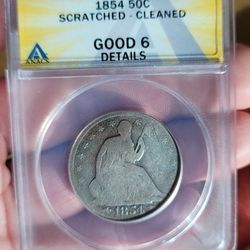 ANACS
1854 50C
SCRATCHED - CLEANED
GOOD 6
DETAILS
1854